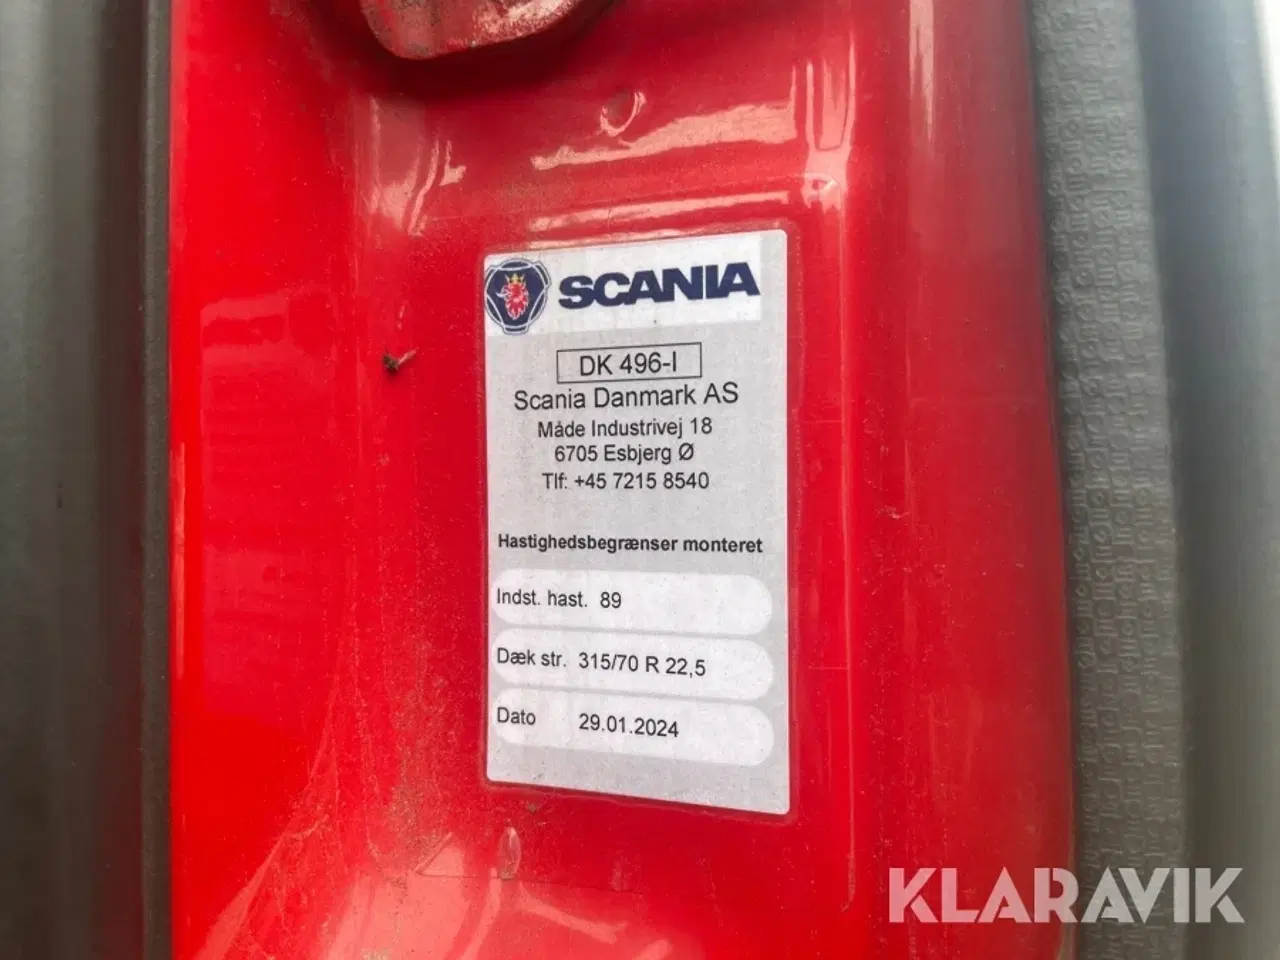 SCANIA
DK 496-I
Scania Danmark AS
Måde Industrivej 18
6705 Esbjerg Ø
Tlf: +45 7215 8540
Hastighedsbegrænser monteret
Indst. hast. 89
Dæk str. 315/70 R 22,5
Dato 29.01.2024
KLARAVIK